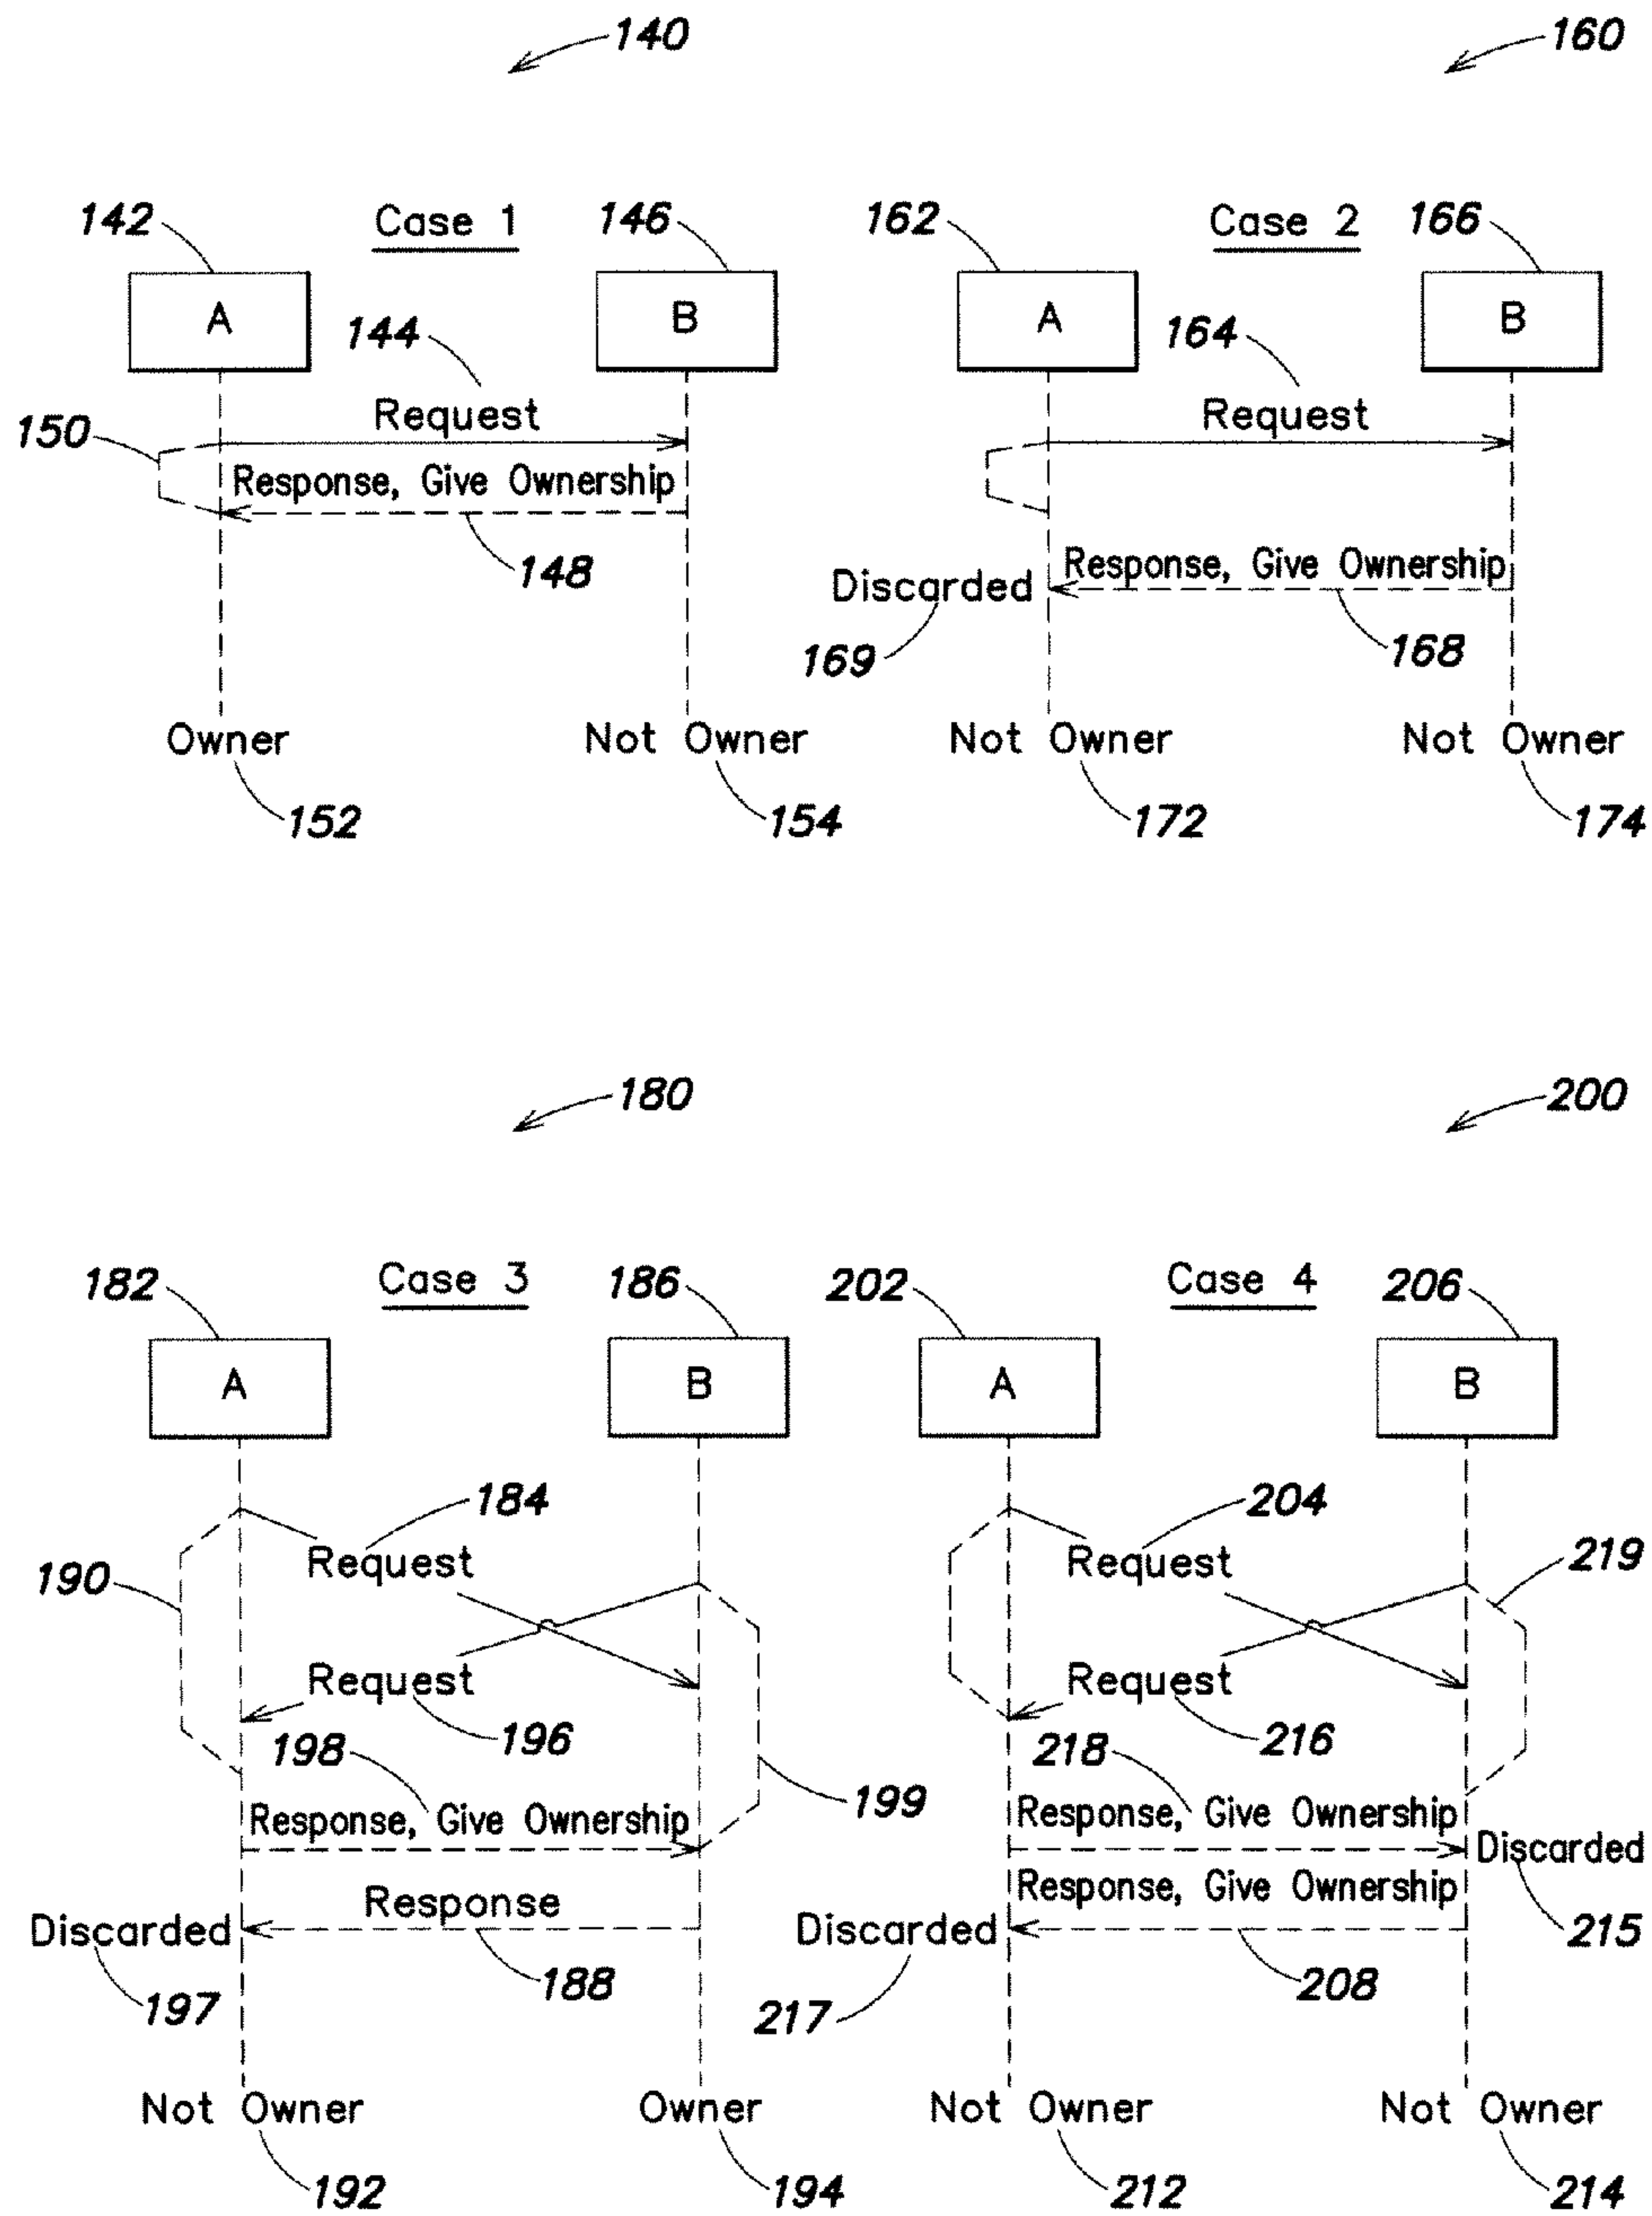 140
160
142 Case 1 146 162 Case 2 166
A B A B
144 164
150 Request Request
Response, Give Ownership
148 Discarded Response, Give Ownership
169 168
Owner Not Owner Not Owner Not Owner
152 154 172 174
180 200
182 Case 3 186 202 Case 4 206
A B A B
184 204
190 Request Request 219
Request Request
198 196 218 216
Response, Give Ownership 199 Response, Give Ownership Discarded
Response Response, Give Ownership
Discarded Discarded 215
197 188 217 208
Not Owner Owner Not Owner Not Owner
192 194 212 214